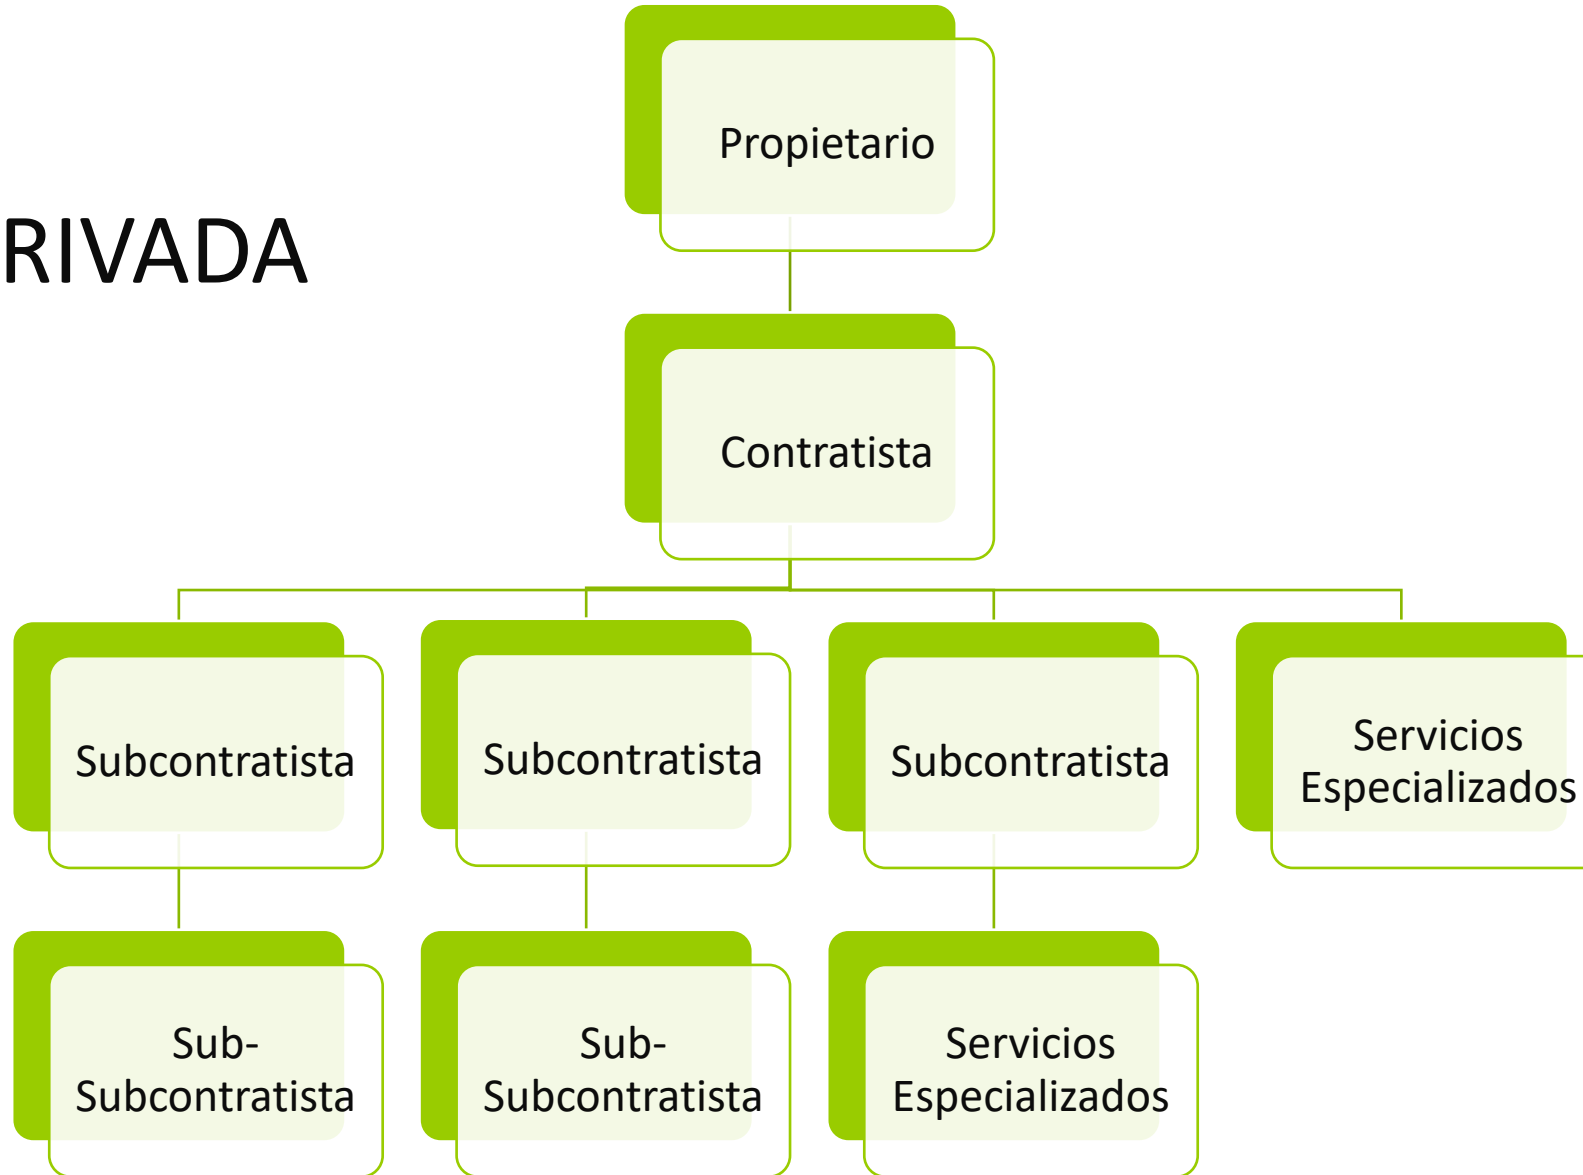 Propietario
RIVADA
Contratista
Subcontratista
Subcontratista
Subcontratista
Servicios
Especializados
Sub-
Subcontratista
Sub-
Subcontratista
Servicios
Especializados